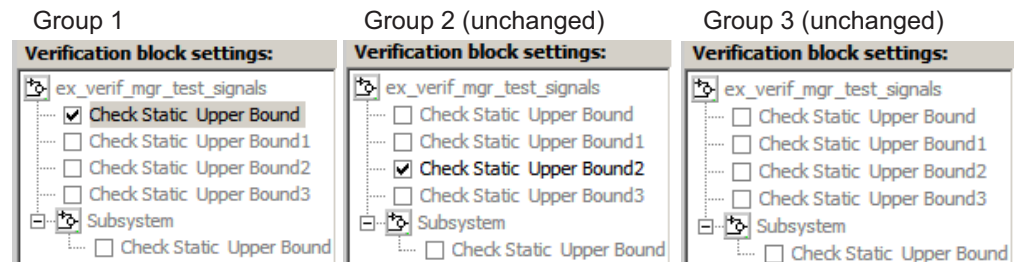 Group 1
Verification block settings:
ex_verif_mgr_test_signals
Check Static Upper Bound
Check Static Upper Bound1
Check Static Upper Bound2
Check Static Upper Bound3
Subsystem
Check Static Upper Bound
Group 2 (unchanged)
Verification block settings:
ex_verif_mgr_test_signals
Check Static Upper Bound
Check Static Upper Bound1
Check Static Upper Bound2
Check Static Upper Bound3
Subsystem
Check Static Upper Bound
Group 3 (unchanged)
Verification block settings:
ex_verif_mgr_test_signals
Check Static Upper Bound
Check Static Upper Bound1
Check Static Upper Bound2
Check Static Upper Bound3
Subsystem
Check Static Upper Bound